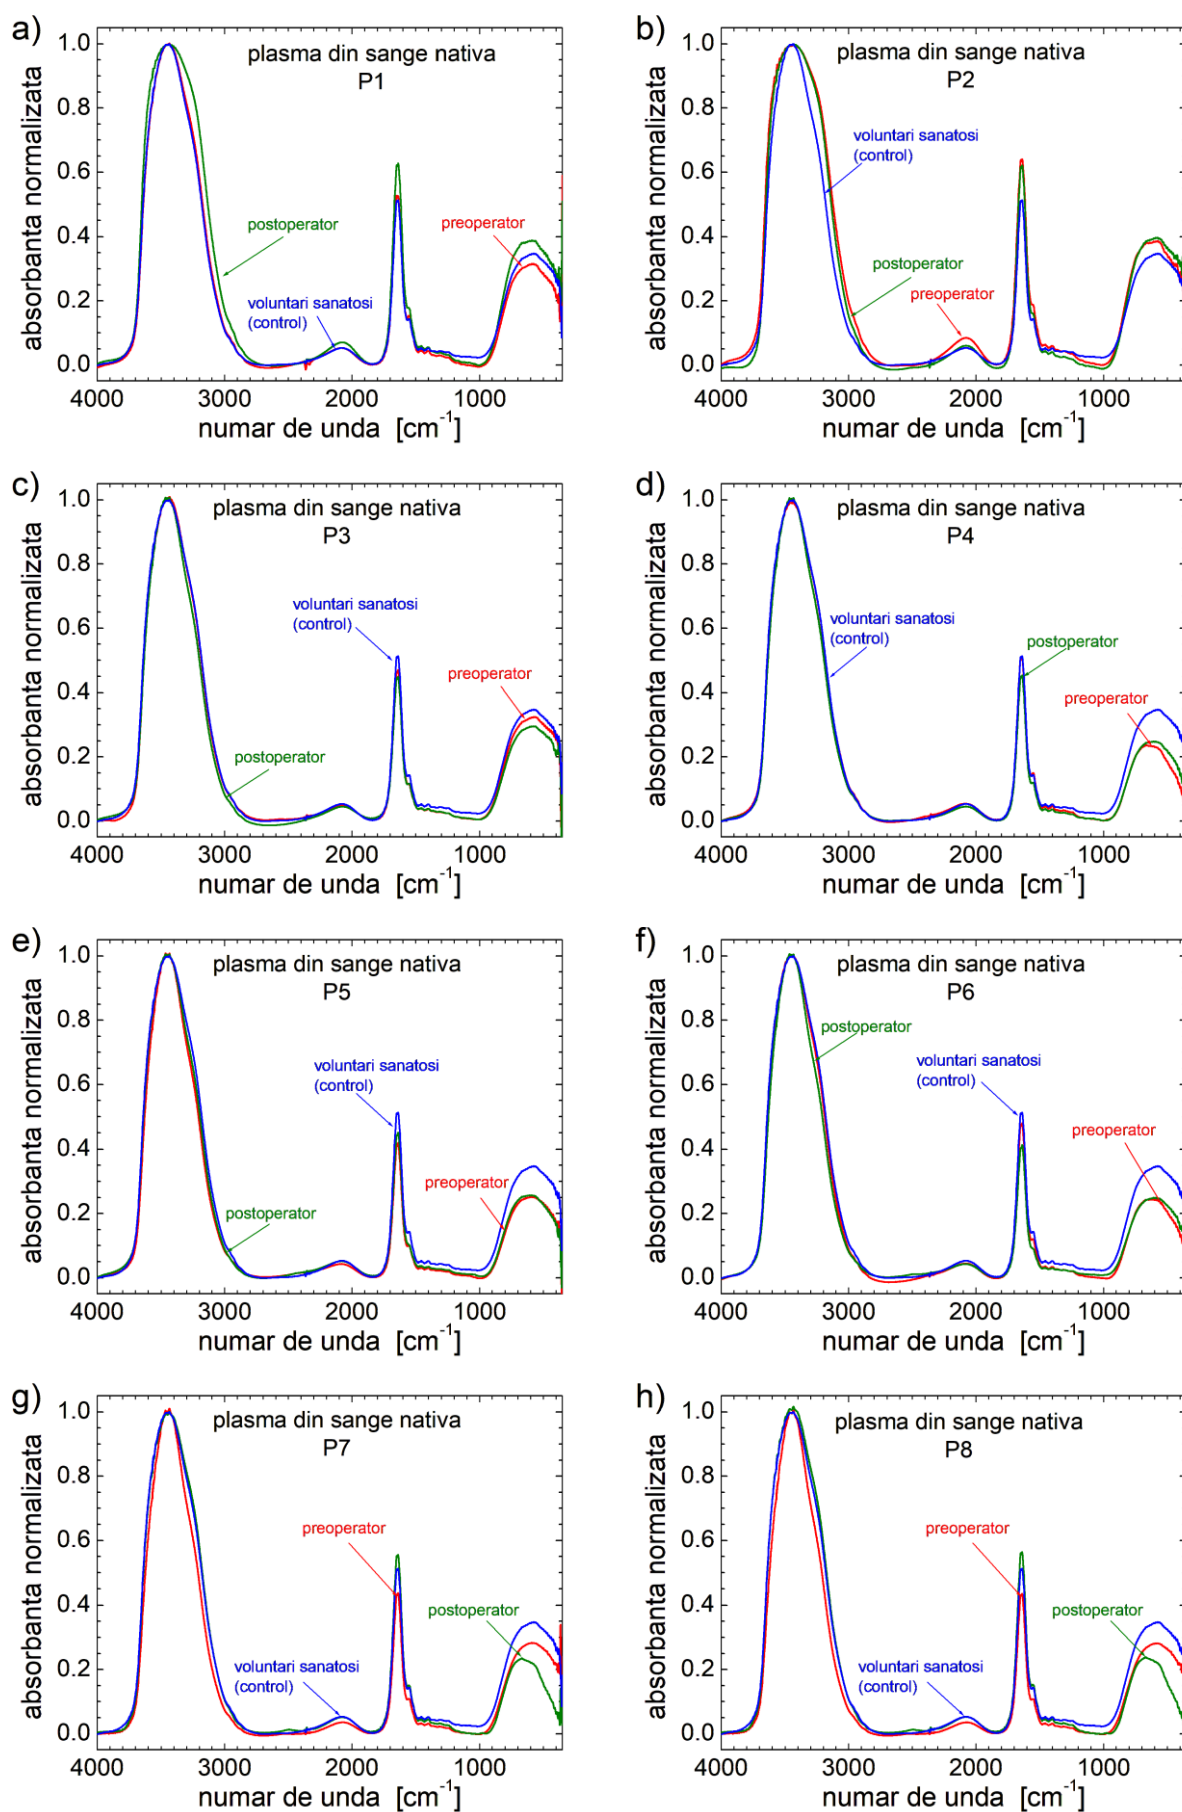 a)
plasma din sange nativa
P1
absorbanta normalizata
1.0
0.8
0.6
0.4
0.2
0.0
postoperator
preoperator
voluntari sanatosi
(control)
4000 3000 2000 1000
numar de unda [cm⁻¹]
b)
plasma din sange nativa
P2
absorbanta normalizata
1.0
0.8
0.6
0.4
0.2
0.0
voluntari sanatosi
(control)
postoperator
preoperator
4000 3000 2000 1000
numar de unda [cm⁻¹]
c)
plasma din sange nativa
P3
absorbanta normalizata
1.0
0.8
0.6
0.4
0.2
0.0
voluntari sanatosi
(control)
preoperator
postoperator
4000 3000 2000 1000
numar de unda [cm⁻¹]
d)
plasma din sange nativa
P4
absorbanta normalizata
1.0
0.8
0.6
0.4
0.2
0.0
voluntari sanatosi
(control)
postoperator
preoperator
4000 3000 2000 1000
numar de unda [cm⁻¹]
e)
plasma din sange nativa
P5
absorbanta normalizata
1.0
0.8
0.6
0.4
0.2
0.0
voluntari sanatosi
(control)
preoperator
postoperator
4000 3000 2000 1000
numar de unda [cm⁻¹]
f)
plasma din sange nativa
P6
absorbanta normalizata
1.0
0.8
0.6
0.4
0.2
0.0
postoperator
voluntari sanatosi
(control)
preoperator
4000 3000 2000 1000
numar de unda [cm⁻¹]
g)
plasma din sange nativa
P7
absorbanta normalizata
1.0
0.8
0.6
0.4
0.2
0.0
preoperator
postoperator
voluntari sanatosi
(control)
4000 3000 2000 1000
numar de unda [cm⁻¹]
h)
plasma din sange nativa
P8
absorbanta normalizata
1.0
0.8
0.6
0.4
0.2
0.0
preoperator
postoperator
voluntari sanatosi
(control)
4000 3000 2000 1000
numar de unda [cm⁻¹]